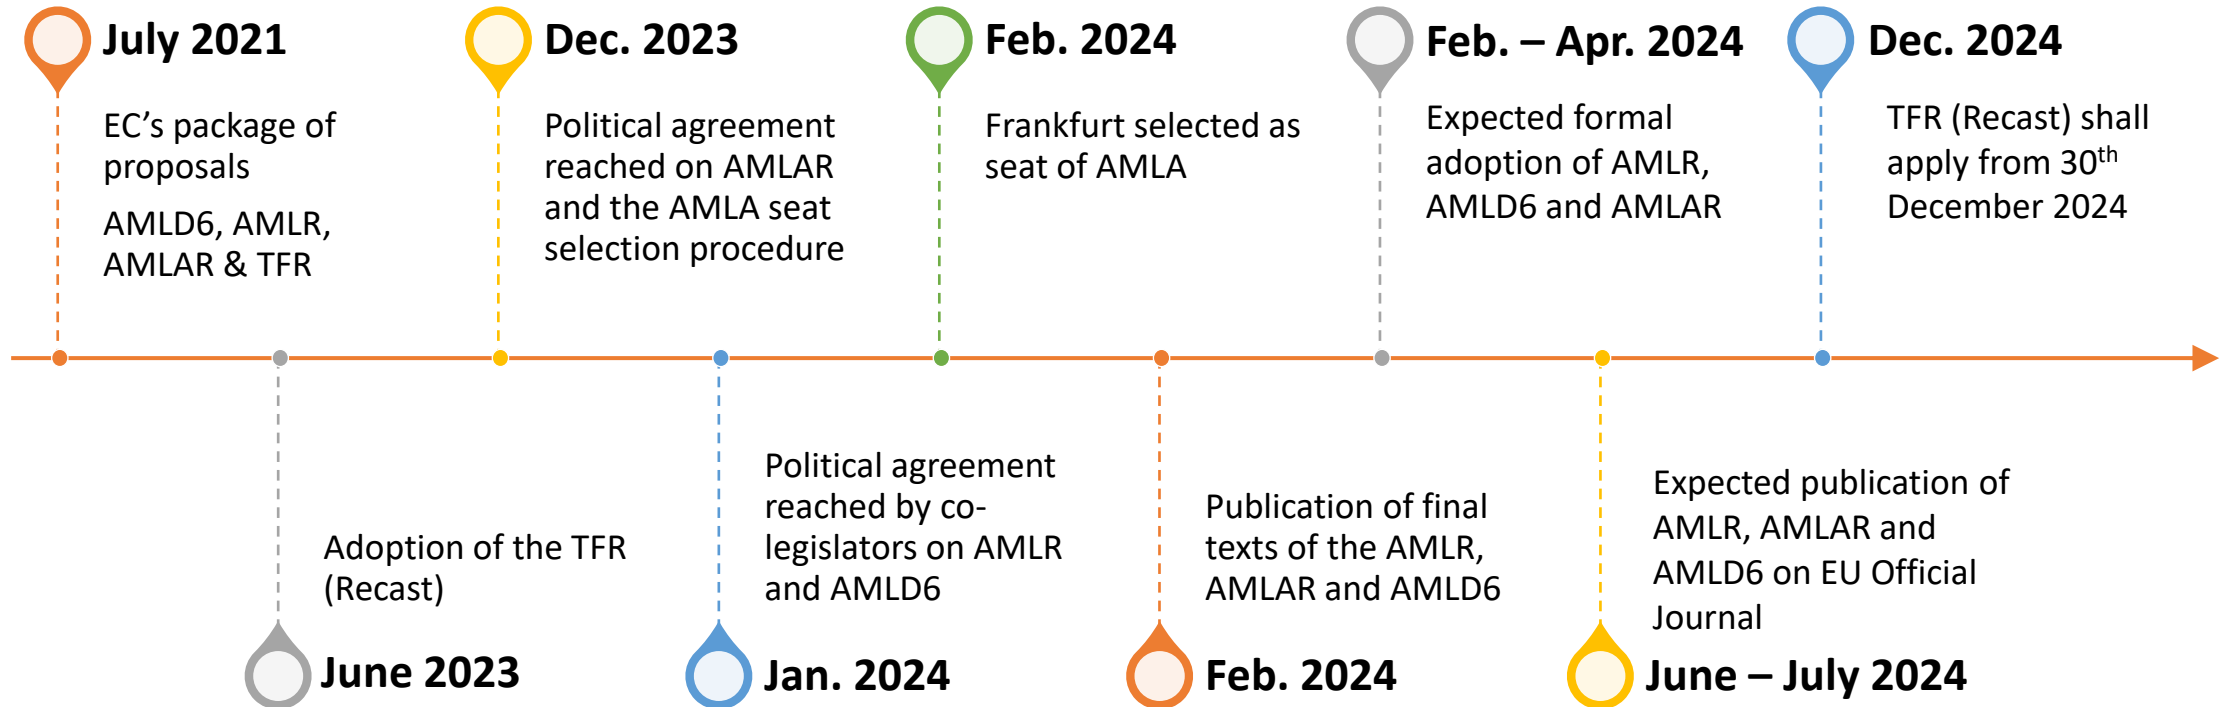 July 2021
EC’s package of
proposals
AMLD6, AMLR,
AMLAR & TFR
Dec. 2023
Political agreement
reached on AMLAR
and the AMLA seat
selection procedure
Feb. 2024
Frankfurt selected as
seat of AMLA
Feb. – Apr. 2024
Expected formal
adoption of AMLR,
AMLD6 and AMLAR
Dec. 2024
TFR (Recast) shall
apply from 30th
December 2024
Adoption of the TFR
(Recast)
June 2023
Political agreement
reached by co-
legislators on AMLR
and AMLD6
Jan. 2024
Publication of final
texts of the AMLR,
AMLAR and AMLD6
Feb. 2024
Expected publication of
AMLR, AMLAR and
AMLD6 on EU Official
Journal
June – July 2024